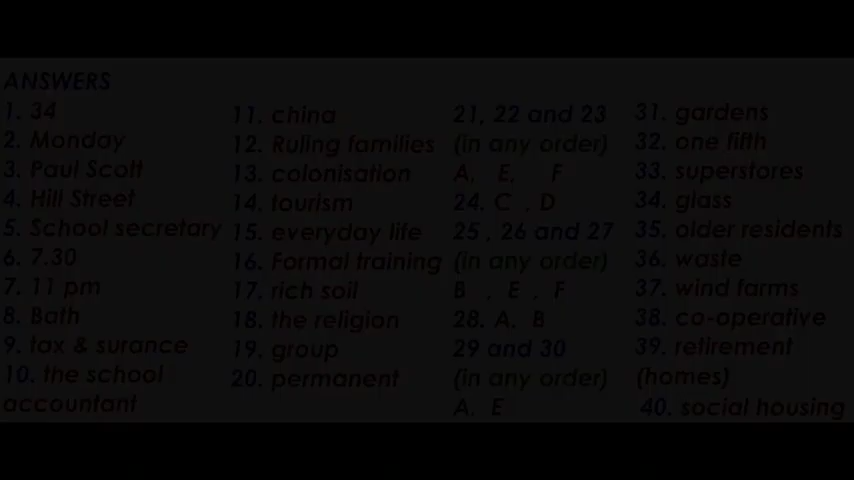 ANSWERS
1. 34
2. Monday
3. Paul Scott
4. Hill Street
5. School secretary
6. 7.30
7. 11 pm
8. Bath
9. tax & surance
10. the school
accountant
11. china
12. Ruling families
13. colonisation
14. tourism
15. everyday life
16. Formal training
17. rich soil
18. the religion
19. group
20. permanent
21, 22 and 23
(in any order)
A. E. F
24. C . D
25 , 26 and 27
(in any order)
B . E . F
28. A. B
29 and 30
(in any order)
A. E
31. gardens
32. one fifth
33. superstores
34. glass
35. older residents
36. waste
37. wind farms
38. co-operative
39. retirement
(homes)
40. social housing